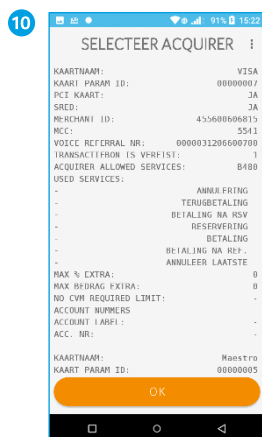 10
91% 15:22
SELECTEER ACQUIRER
KAARTNAAM: VISA
KAART PARAM ID: 00000007
PCI KAART: JA
SRED: JA
MERCHANT ID: 455600606815
MCC: 5541
VOICE REFERRAL NR: 0000031206600700
TRANSACTIEBON IS VEREIST: 1
ACQUIRER ALLOWED SERVICES: B480
USED SERVICES:
- ANNULERING
- TERUGBETALING
- BETALING NA RSV
- RESERVERING
- BETALING
- BETALING NA REF.
- ANNULEER LAATSTE
MAX % EXTRA: 0
MAX BEDRAG EXTRA: 0
NO CVM REQUIRED LIMIT: -
ACCOUNT NUMMERS
ACCOUNT LABEL: -
ACC. NR: -
KAARTNAAM: Maestro
KAART PARAM ID: 00000005
OK